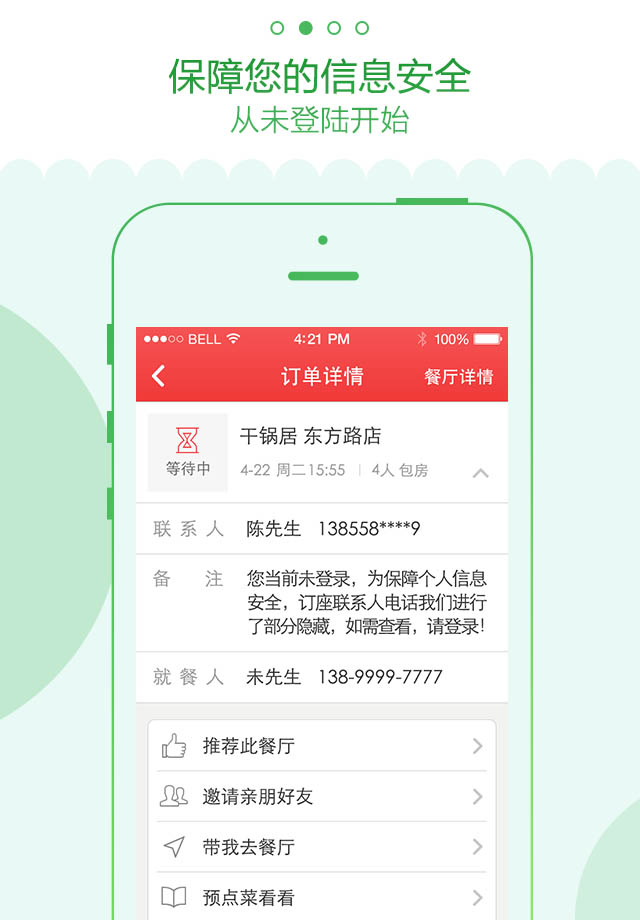 保障您的信息安全
从未登陆开始
BELL 4:21 PM 100%
订单详情 餐厅详情
干锅居 东方路店
等待中 4-22 周二 15:55 4人 包房
联系人 陈先生 138558****9
备注 您当前未登录，为保障个人信息
安全，订座联系人电话我们进行
了部分隐藏，如需查看，请登录！
就餐人 未先生 138-9999-7777
推荐此餐厅
邀请亲朋好友
带我去餐厅
预点菜看看